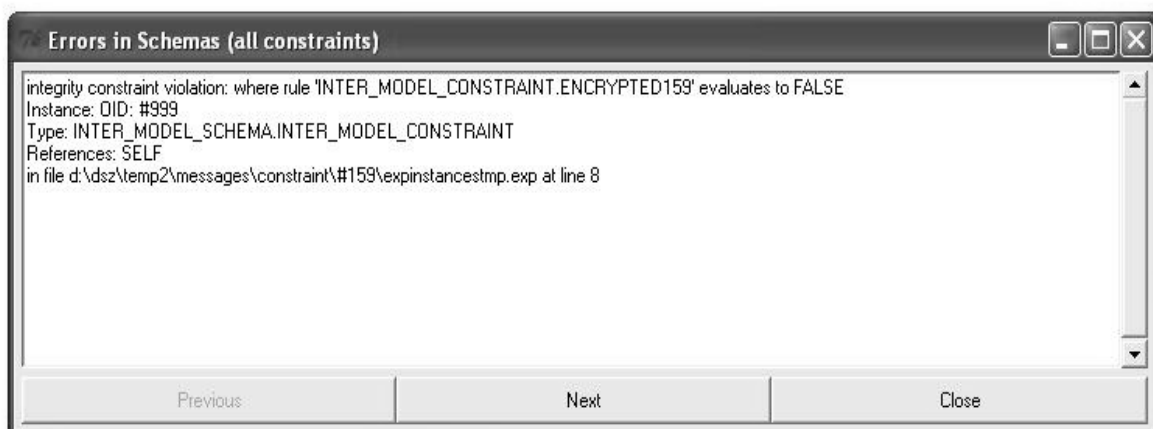 Errors in Schemas (all constraints)
integrity constraint violation: where rule 'INTER_MODEL_CONSTRAINT.ENCRYPTED159' evaluates to FALSE
Instance: OID: #999
Type: INTER_MODEL_SCHEMA.INTER_MODEL_CONSTRAINT
References: SELF
in file d:\dsz\temp2\messages\constraint\#159\expinstancestmp.exp at line 8
Previous Next Close